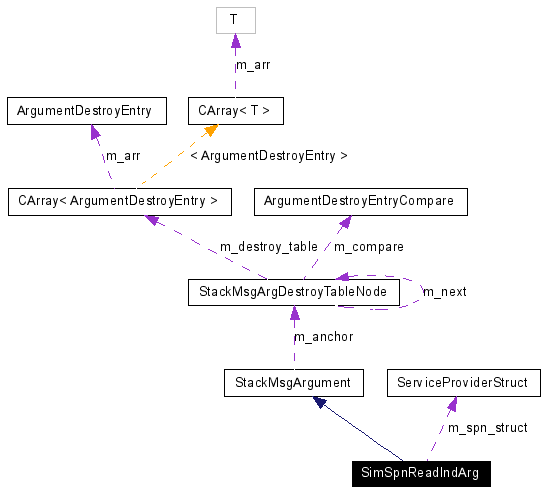 T
m_arr
ArgumentDestroyEntry
CArray< T >
m_arr
< ArgumentDestroyEntry >
CArray< ArgumentDestroyEntry >
ArgumentDestroyEntryCompare
m_destroy_table
m_compare
StackMsgArgDestroyTableNode
m_next
m_anchor
StackMsgArgument
ServiceProviderStruct
m_spn_struct
SimSpnReadIndArg